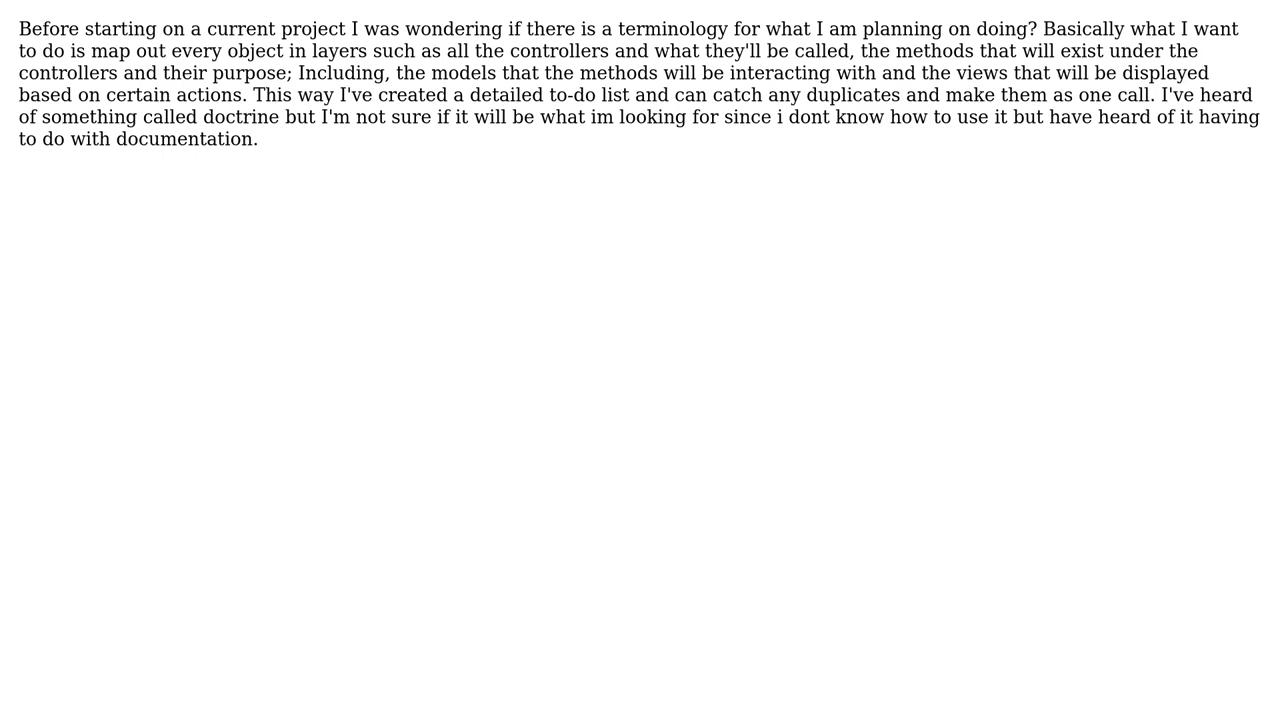 Before starting on a current project I was wondering if there is a terminology for what I am planning on doing? Basically what I want
to do is map out every object in layers such as all the controllers and what they'll be called, the methods that will exist under the
controllers and their purpose; Including, the models that the methods will be interacting with and the views that will be displayed
based on certain actions. This way I've created a detailed to-do list and can catch any duplicates and make them as one call. I've heard
of something called doctrine but I'm not sure if it will be what im looking for since i dont know how to use it but have heard of it having
to do with documentation.